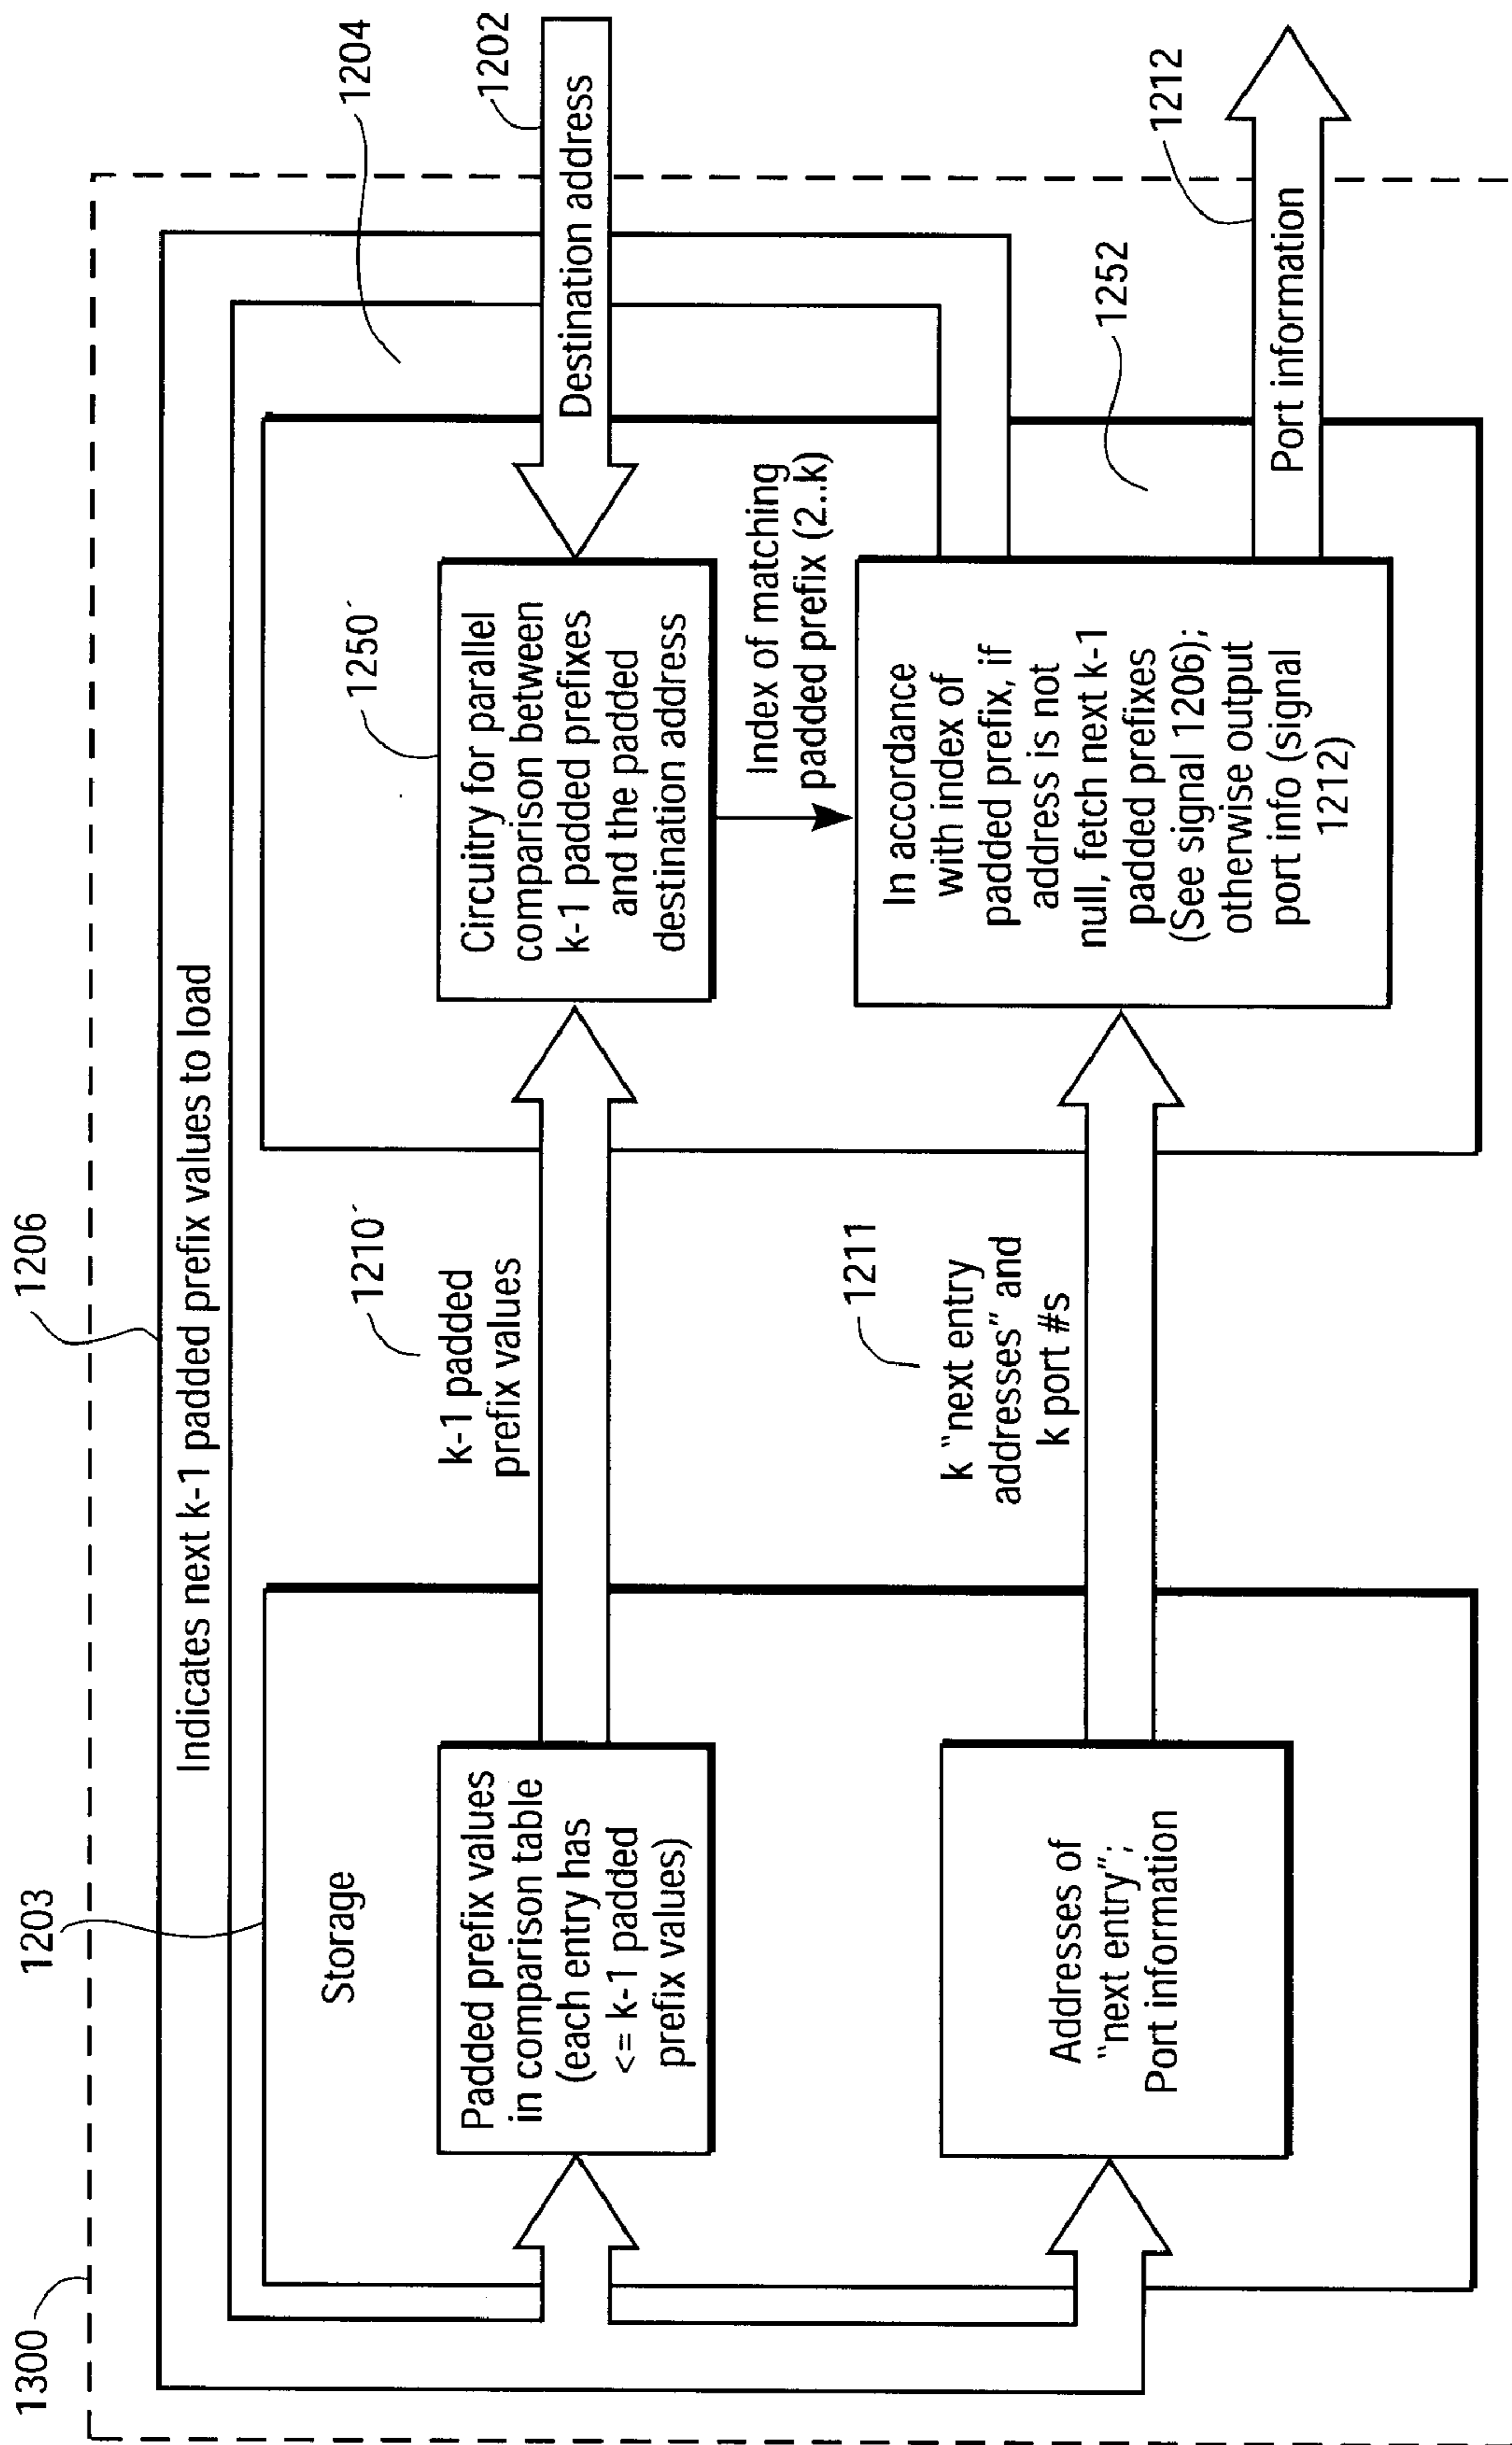 1300
1203
1206
Indicates next k-1 padded prefix values to load
Storage
Padded prefix values
in comparison table
(each entry has
<= k-1 padded
prefix values)
Addresses of
“next entry”;
Port information
1210´
k-1 padded
prefix values
1211
k “next entry
addresses” and
k port #s
1250´
Circuitry for parallel
comparison between
k-1 padded prefixes
and the padded
destination address
Index of matching
padded prefix (2..k)
In accordance
with index of
padded prefix, if
address is not
null, fetch next k-1
padded prefixes
(See signal 1206);
otherwise output
port info (signal
1212)
1252
1204
1202
Destination address
1212
Port information